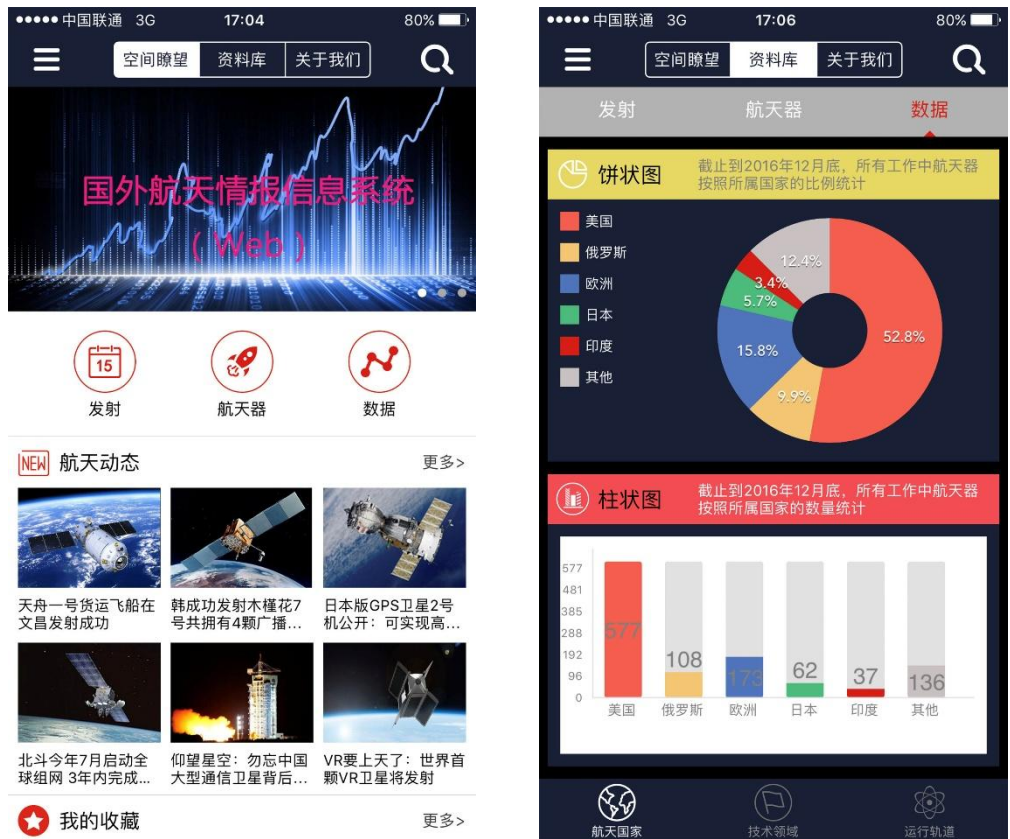 中国联通 3G 17:04 80%
空间瞭望 资料库 关于我们
国外航天情报信息系统
(Web)
15
发射 航天器 数据
NEW 航天动态 更多>
天舟一号货运飞船在
文昌发射成功
韩成功发射木槿花7
号共拥有4颗广播...
日本版GPS卫星2号
机公开：可实现高...
北斗今年7月启动全
球组网 3年内完成...
仰望星空：勿忘中国
大型通信卫星背后...
VR要上天了：世界首
颗VR卫星将发射
我的收藏 更多>
中国联通 3G 17:06 80%
空间瞭望 资料库 关于我们
发射 航天器 数据
饼状图
截止到2016年12月底，所有工作中航天器
按照所属国家的比例统计
美国
俄罗斯
欧洲
日本
印度
其他
12.4%
3.4%
5.7%
52.8%
15.8%
9.9%
柱状图
截止到2016年12月底，所有工作中航天器
按照所属国家的数量统计
577
481
385
288
192
96
0
577 108 173 62 37 136
美国 俄罗斯 欧洲 日本 印度 其他
航天国家 技术领域 运行轨道